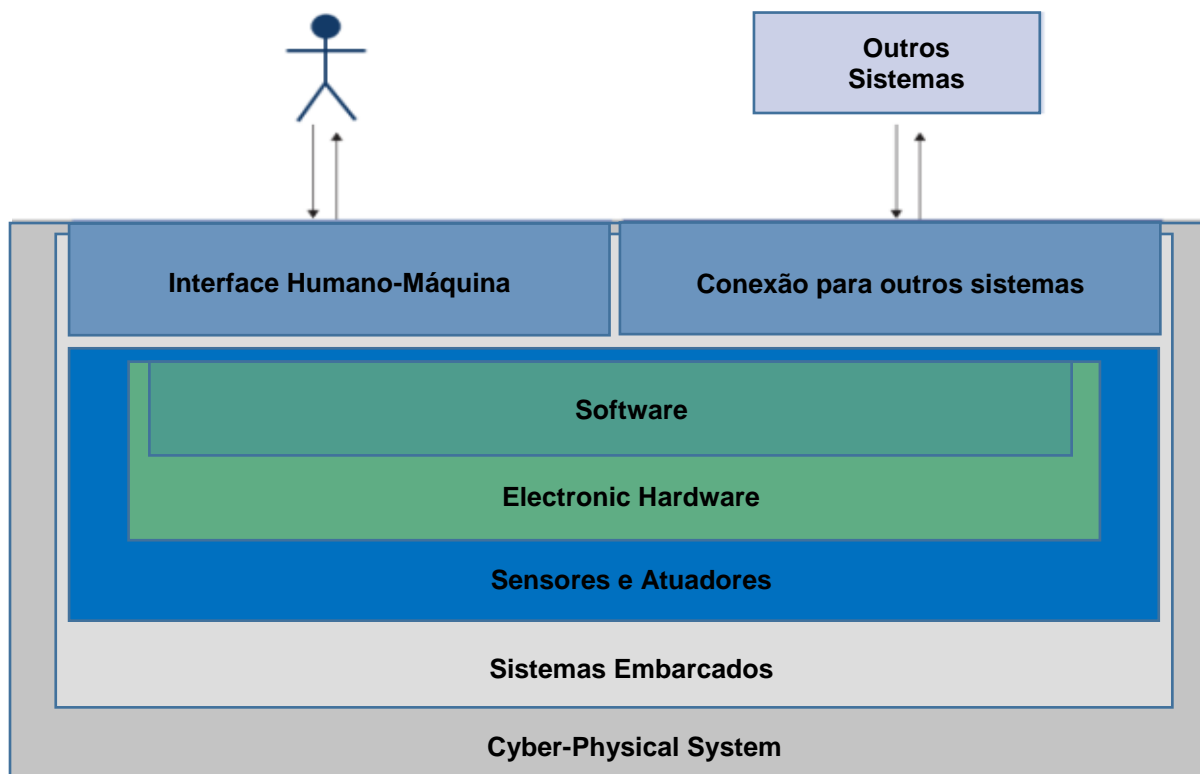 Outros
Sistemas
Interface Humano-Máquina
Conexão para outros sistemas
Software
Electronic Hardware
Sensores e Atuadores
Sistemas Embarcados
Cyber-Physical System